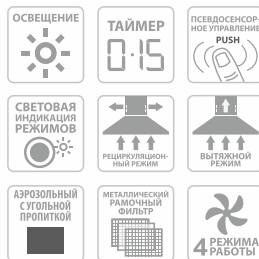 ОСВЕЩЕНИЕ
ТАЙМЕР
0-15
ПСЕВДОСЕНСОР-
НОЕ УПРАВЛЕНИЕ
PUSH
СВЕТОВАЯ
ИНДИКАЦИЯ
РЕЖИМОВ
РЕЦИРКУЛЯЦИОН-
НЫЙ РЕЖИМ
ВЫТЯЖНОЙ
РЕЖИМ
АЭРОЗОЛЬНЫЙ
С УГОЛЬНОЙ
ПРОПИТКОЙ
МЕТАЛЛИЧЕСКИЙ
РАМОЧНЫЙ
ФИЛЬТР
4 РЕЖИМА
РАБОТЫ